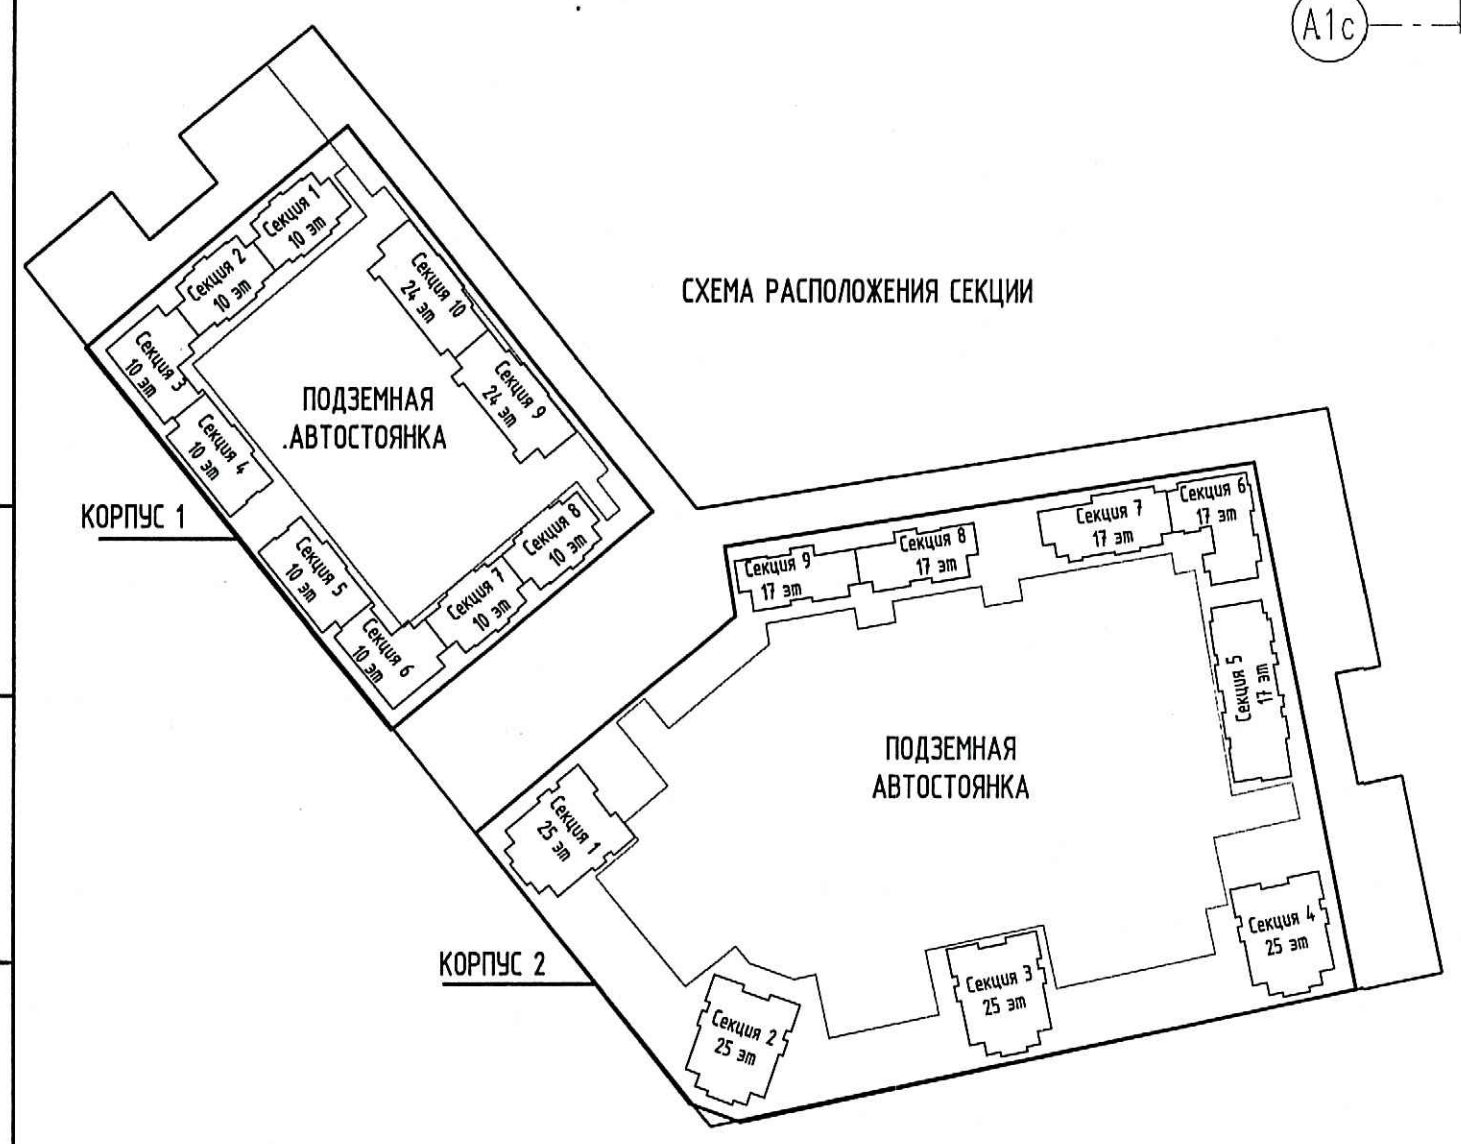 А1с
СХЕМА РАСПОЛОЖЕНИЯ СЕКЦИИ
Секция 1
10 эт
Секция 2
10 эт
Секция 3
10 эт
Секция 4
10 эт
Секция 5
10 эт
Секция 6
10 эт
Секция 7
10 эт
Секция 8
10 эт
Секция 9
24 эт
Секция 10
24 эт
ПОДЗЕМНАЯ
АВТОСТОЯНКА
КОРПУС 1
Секция 9
17 эт
Секция 8
17 эт
Секция 7
17 эт
Секция 6
17 эт
Секция 5
17 эт
ПОДЗЕМНАЯ
АВТОСТОЯНКА
Секция 1
25 эт
Секция 2
25 эт
Секция 3
25 эт
Секция 4
25 эт
КОРПУС 2